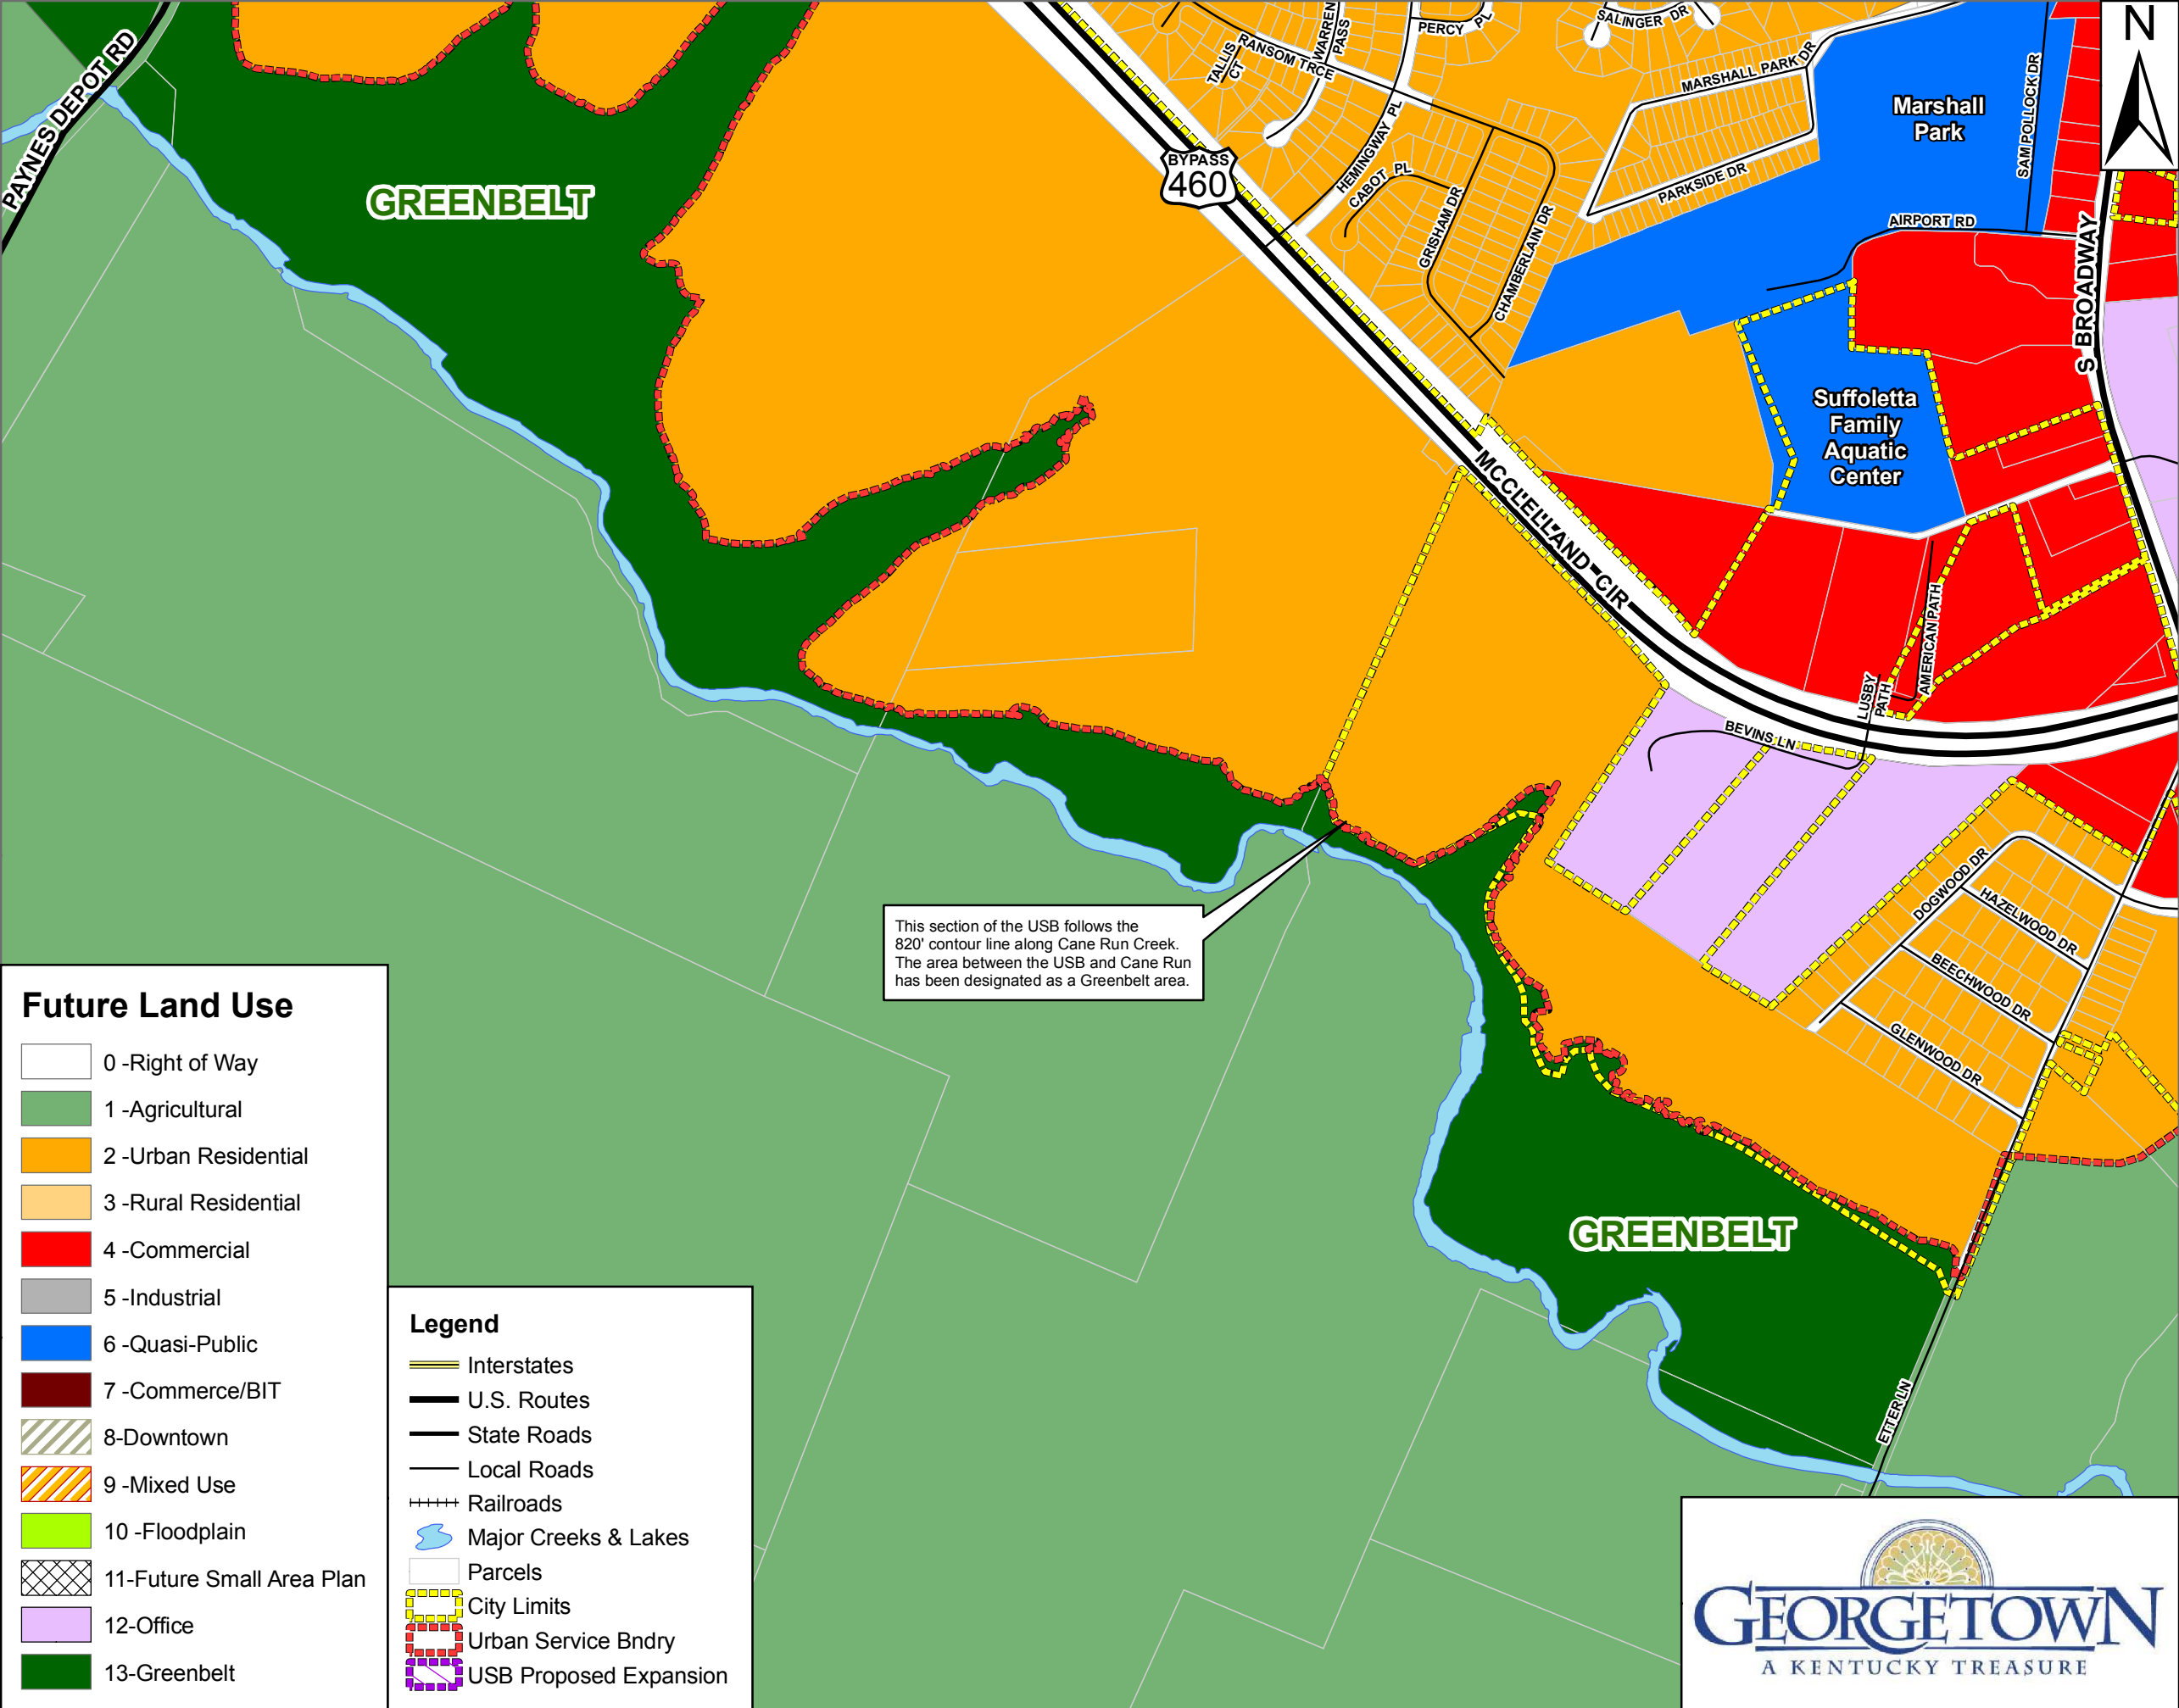 PAYNES DEPOT RD
GREENBELT
BYPASS
460
TALLIS
CT
RANSOM TRCE
WARREN
PASS
PERCY PL
SALINGER DR
MARSHALL PARK DR
HEMINGWAY PL
CABOT PL
GRISHAM DR
CHAMBERLAIN DR
PARKSIDE DR
Marshall
Park
SAM POLLOCK DR
N
AIRPORT RD
S BROADWAY
Suffoletta
Family
Aquatic
Center
MCCLELLAND CIR
AMERICAN PATH
LUSBY
PATH
BEVINS LN
DOGWOOD DR
HAZELWOOD DR
BEECHWOOD DR
GLENWOOD DR
This section of the USB follows the
820' contour line along Cane Run Creek.
The area between the USB and Cane Run
has been designated as a Greenbelt area.
GREENBELT
ETTER LN
Future Land Use
0 -Right of Way
1 -Agricultural
2 -Urban Residential
3 -Rural Residential
4 -Commercial
5 -Industrial
6 -Quasi-Public
7 -Commerce/BIT
8-Downtown
9 -Mixed Use
10 -Floodplain
11-Future Small Area Plan
12-Office
13-Greenbelt
Legend
Interstates
U.S. Routes
State Roads
Local Roads
Railroads
Major Creeks & Lakes
Parcels
City Limits
Urban Service Bndry
USB Proposed Expansion
GEORGETOWN
A KENTUCKY TREASURE